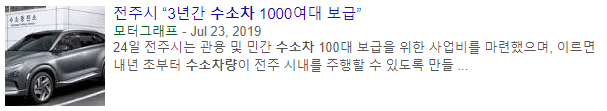 전주시 “3년간 수소차 1000여대 보급”
모터그래프 - Jul 23, 2019
24일 전주시는 관용 및 민간 수소차 100대 보급을 위한 사업비를 마련했으며, 이르면
내년 초부터 수소차량이 전주 시내를 주행할 수 있도록 만들 ...